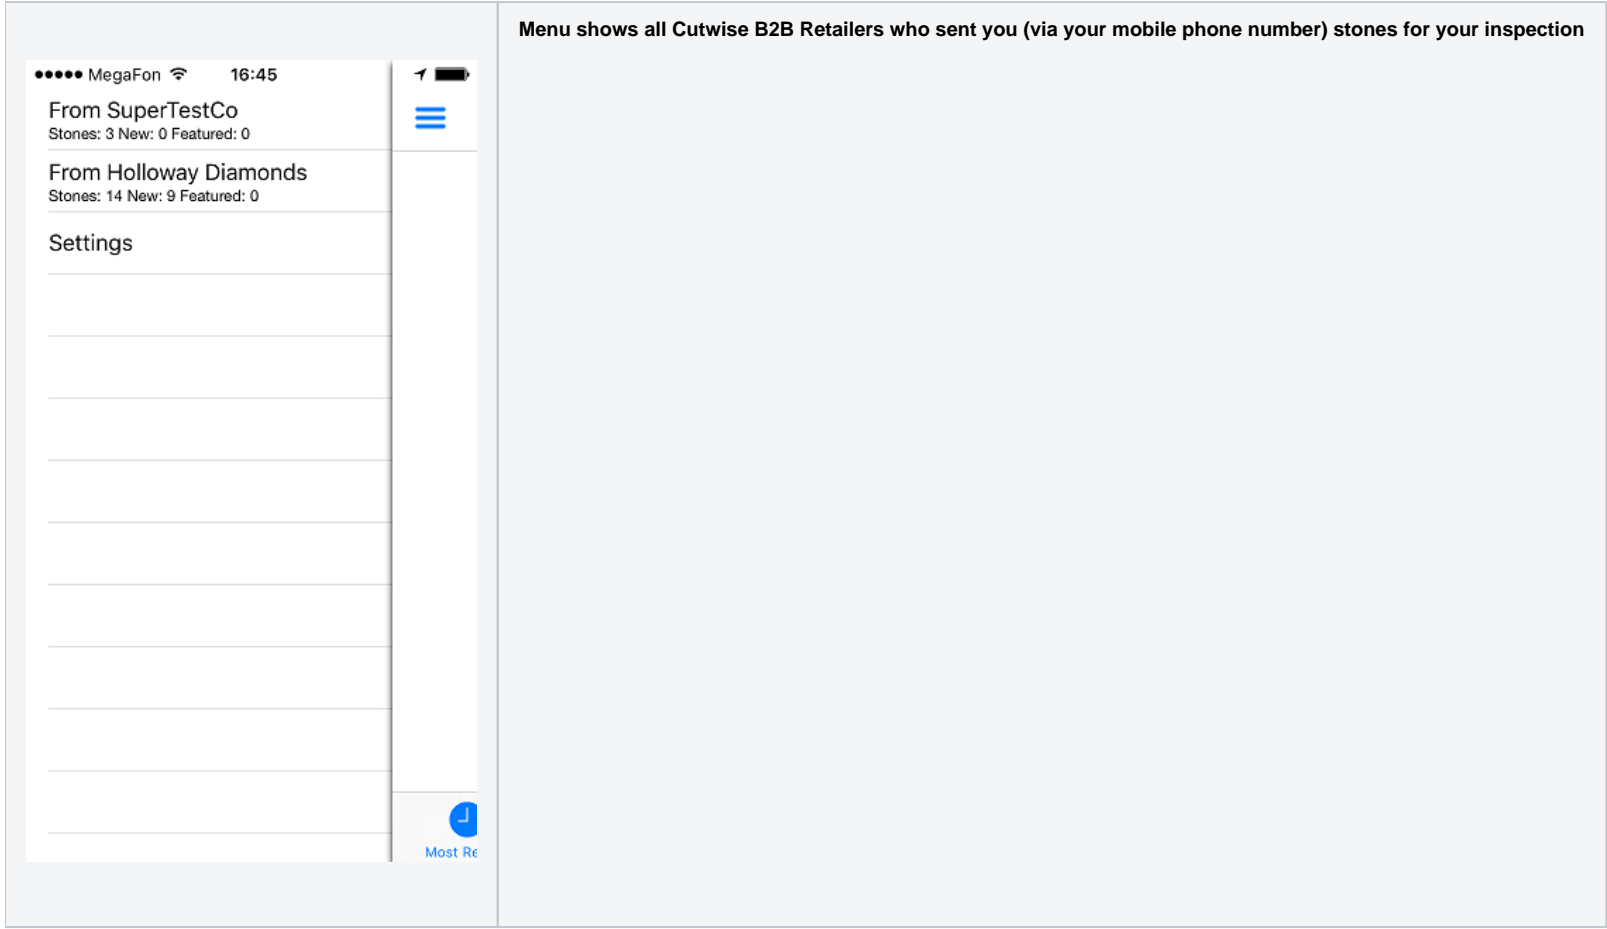 Menu shows all Cutwise B2B Retailers who sent you (via your mobile phone number) stones for your inspection
MegaFon 16:45
From SuperTestCo
Stones: 3 New: 0 Featured: 0
From Holloway Diamonds
Stones: 14 New: 9 Featured: 0
Settings
Most Re